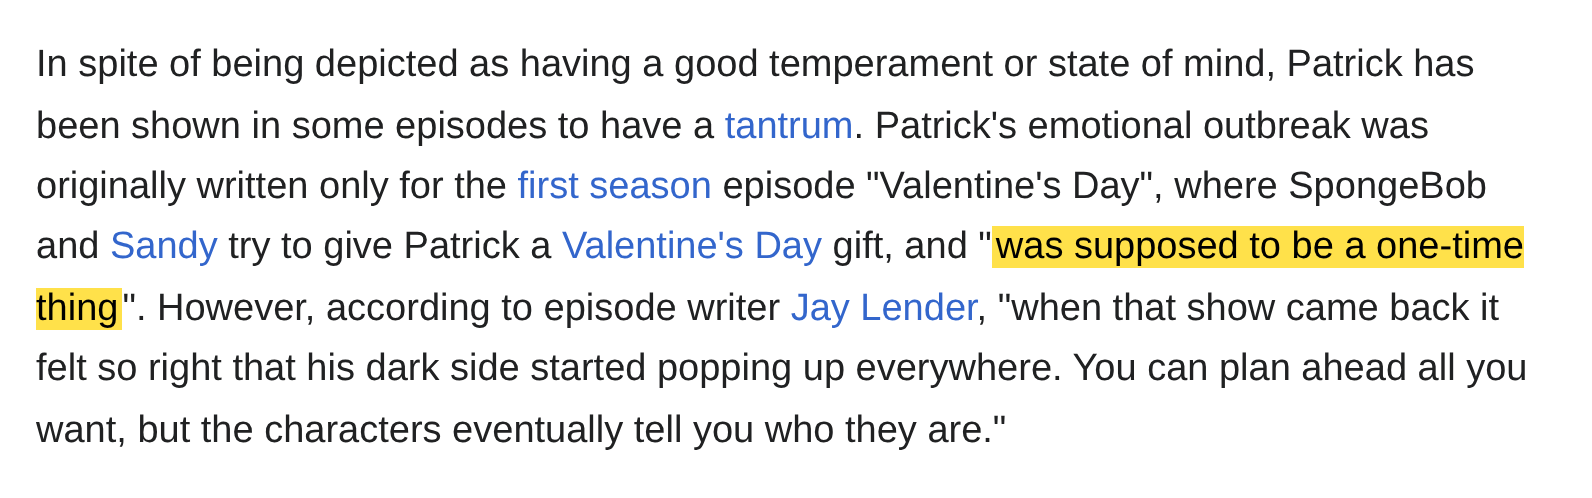 In spite of being depicted as having a good temperament or state of mind, Patrick has
been shown in some episodes to have a tantrum. Patrick's emotional outbreak was
originally written only for the first season episode "Valentine's Day", where SpongeBob
and Sandy try to give Patrick a Valentine's Day gift, and "was supposed to be a one-time
thing". However, according to episode writer Jay Lender, "when that show came back it
felt so right that his dark side started popping up everywhere. You can plan ahead all you
want, but the characters eventually tell you who they are."